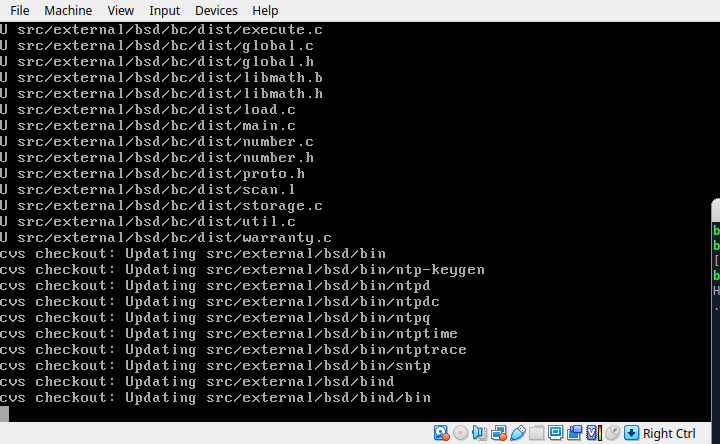 File Machine View Input Devices Help
U src/external/bsd/bc/dist/execute.c
U src/external/bsd/bc/dist/global.c
U src/external/bsd/bc/dist/global.h
U src/external/bsd/bc/dist/libmath.b
U src/external/bsd/bc/dist/libmath.h
U src/external/bsd/bc/dist/load.c
U src/external/bsd/bc/dist/main.c
U src/external/bsd/bc/dist/number.c
U src/external/bsd/bc/dist/number.h
U src/external/bsd/bc/dist/proto.h
U src/external/bsd/bc/dist/scan.l
U src/external/bsd/bc/dist/storage.c
U src/external/bsd/bc/dist/util.c
U src/external/bsd/bc/dist/warranty.c
cvs checkout: Updating src/external/bsd/bin
cvs checkout: Updating src/external/bsd/bin/ntp-keygen
cvs checkout: Updating src/external/bsd/bin/ntpd
cvs checkout: Updating src/external/bsd/bin/ntpdc
cvs checkout: Updating src/external/bsd/bin/ntpq
cvs checkout: Updating src/external/bsd/bin/ntptime
cvs checkout: Updating src/external/bsd/bin/ntptrace
cvs checkout: Updating src/external/bsd/bin/sntp
cvs checkout: Updating src/external/bsd/bind
cvs checkout: Updating src/external/bsd/bind/bin
b
b
[
b
H
.
Right Ctrl